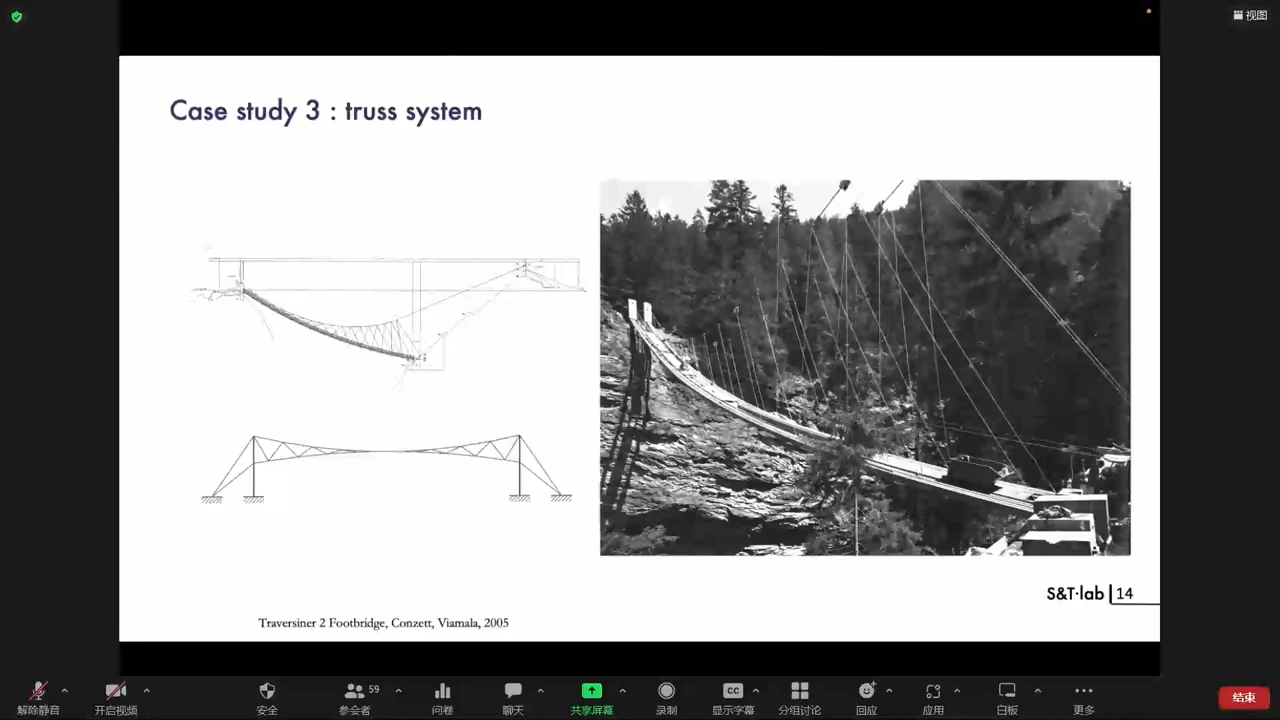 视图
Case study 3 : truss system
S&T·lab 14
Traversiner 2 Footbridge, Conzett, Viamala, 2005
59
CC
解除静音
开启视频
安全
参会者
问卷
聊天
共享屏幕
录制
显示字幕
分组讨论
回应
应用
白板
更多
结束